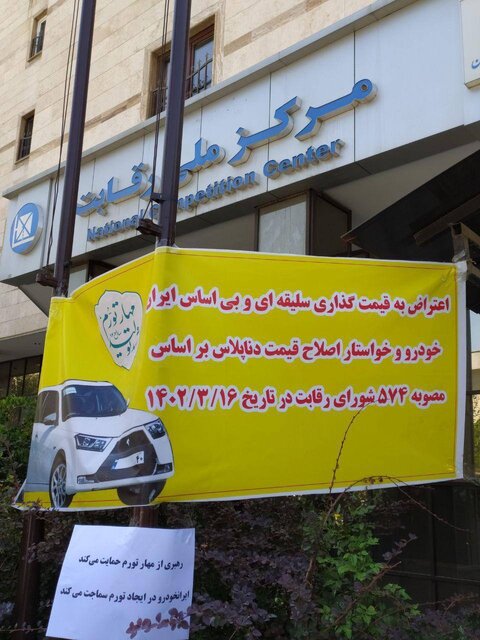 مرکز ملی رقابت
National Competition Center
اعتراض به قیمت گذاری سلیقه ای و بی اساس ایران
خودرو و خواستار اصلاح قیمت دناپلاس بر اساس
مصوبه ۵۷۴ شورای رقابت در تاریخ ۱۴۰۲/۳/۱۶
مهار تورم
رهبری از مهار تورم حمایت می‌کند
ایرانخودرو در ایجاد تورم سماجت می‌کند